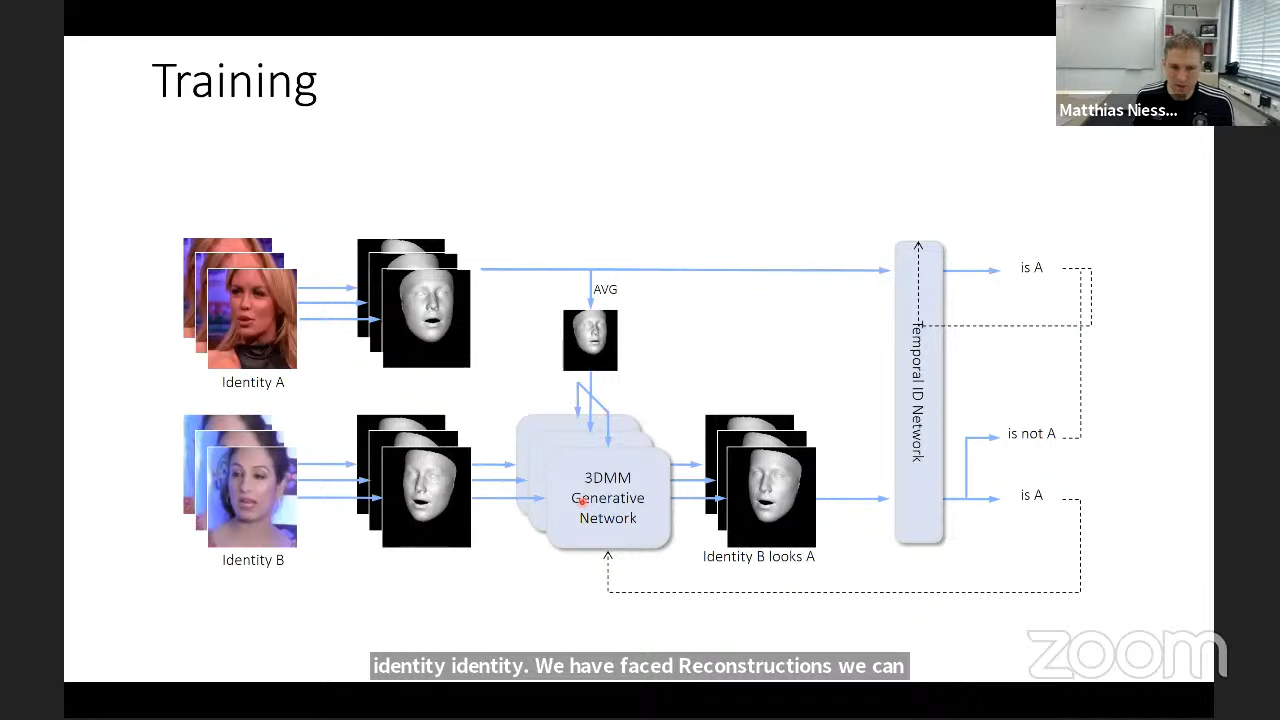 Training
Matthias Niess...
AVG
is A
Identity A
Temporal ID Network
is not A
3DMM
Generative
Network
is A
Identity B
Identity B looks A
identity identity. We have faced Reconstructions we can
zoom